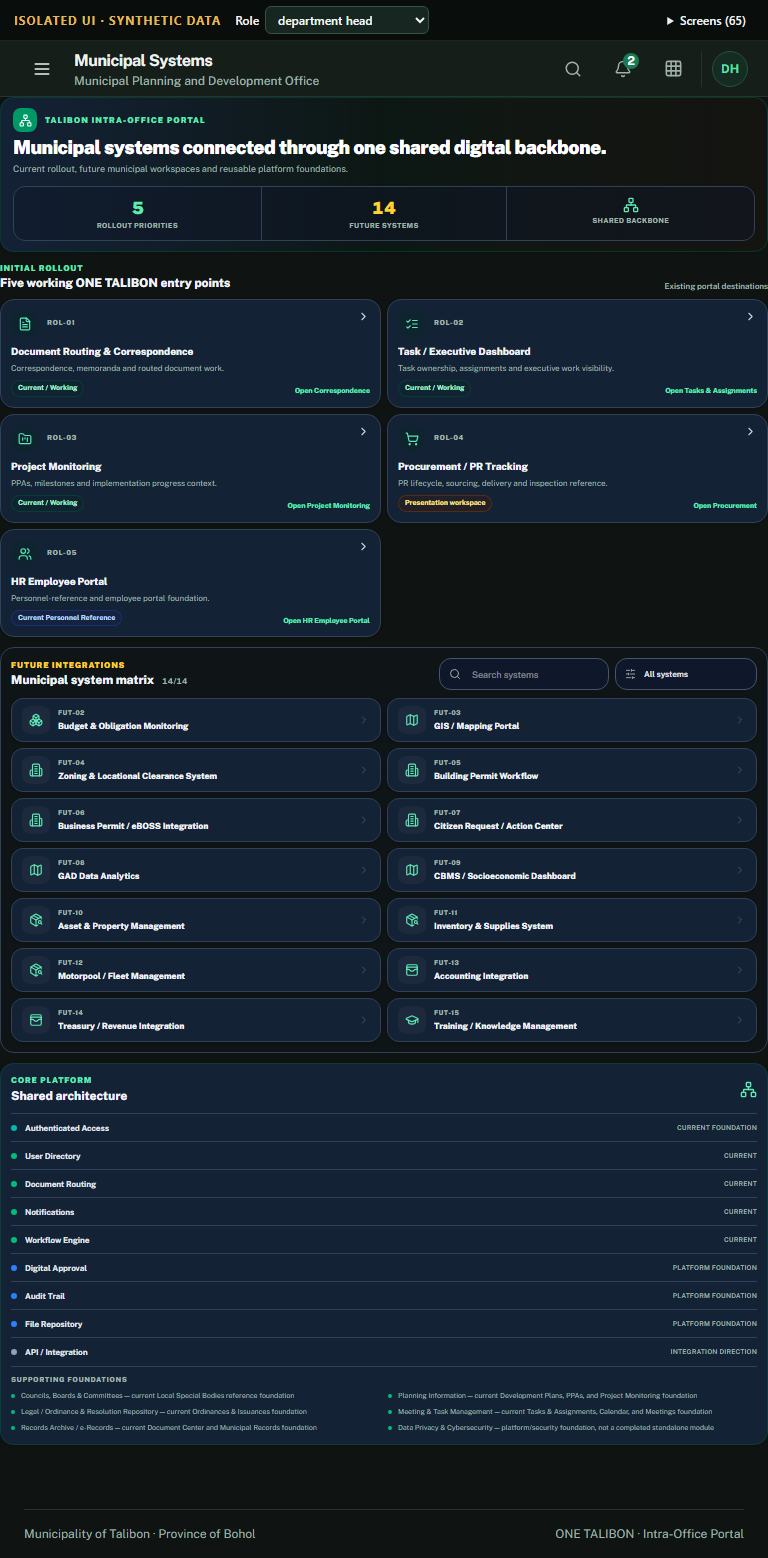 ISOLATED UI · SYNTHETIC DATA Role department head Screens (65)
Municipal Systems
Municipal Planning and Development Office
2
DH
TALIBON INTRA-OFFICE PORTAL
Municipal systems connected through one shared digital backbone.
Current rollout, future municipal workspaces and reusable platform foundations.
5
ROLLOUT PRIORITIES
14
FUTURE SYSTEMS
SHARED BACKBONE
INITIAL ROLLOUT
Five working ONE TALIBON entry points
Existing portal destinations
ROL-01
Document Routing & Correspondence
Correspondence, memoranda and routed document work.
Current / Working
Open Correspondence
ROL-02
Task / Executive Dashboard
Task ownership, assignments and executive work visibility.
Current / Working
Open Tasks & Assignments
ROL-03
Project Monitoring
PPAs, milestones and implementation progress context.
Current / Working
Open Project Monitoring
ROL-04
Procurement / PR Tracking
PR lifecycle, sourcing, delivery and inspection reference.
Presentation workspace
Open Procurement
ROL-05
HR Employee Portal
Personnel-reference and employee portal foundation.
Current Personnel Reference
Open HR Employee Portal
FUTURE INTEGRATIONS
Municipal system matrix 14/14
Search systems
All systems
FUT-02
Budget & Obligation Monitoring
FUT-03
GIS / Mapping Portal
FUT-04
Zoning & Locational Clearance System
FUT-05
Building Permit Workflow
FUT-06
Business Permit / eBOSS Integration
FUT-07
Citizen Request / Action Center
FUT-08
GAD Data Analytics
FUT-09
CBMS / Socioeconomic Dashboard
FUT-10
Asset & Property Management
FUT-11
Inventory & Supplies System
FUT-12
Motorpool / Fleet Management
FUT-13
Accounting Integration
FUT-14
Treasury / Revenue Integration
FUT-15
Training / Knowledge Management
CORE PLATFORM
Shared architecture
Authenticated Access CURRENT FOUNDATION
User Directory CURRENT
Document Routing CURRENT
Notifications CURRENT
Workflow Engine CURRENT
Digital Approval PLATFORM FOUNDATION
Audit Trail PLATFORM FOUNDATION
File Repository PLATFORM FOUNDATION
API / Integration INTEGRATION DIRECTION
SUPPORTING FOUNDATIONS
Councils, Boards & Committees — current Local Special Bodies reference foundation
Planning Information — current Development Plans, PPAs, and Project Monitoring foundation
Legal / Ordinance & Resolution Repository — current Ordinances & Issuances foundation
Meeting & Task Management — current Tasks & Assignments, Calendar, and Meetings foundation
Records Archive / e-Records — current Document Center and Municipal Records foundation
Data Privacy & Cybersecurity — platform/security foundation, not a completed standalone module
Municipality of Talibon · Province of Bohol
ONE TALIBON · Intra-Office Portal